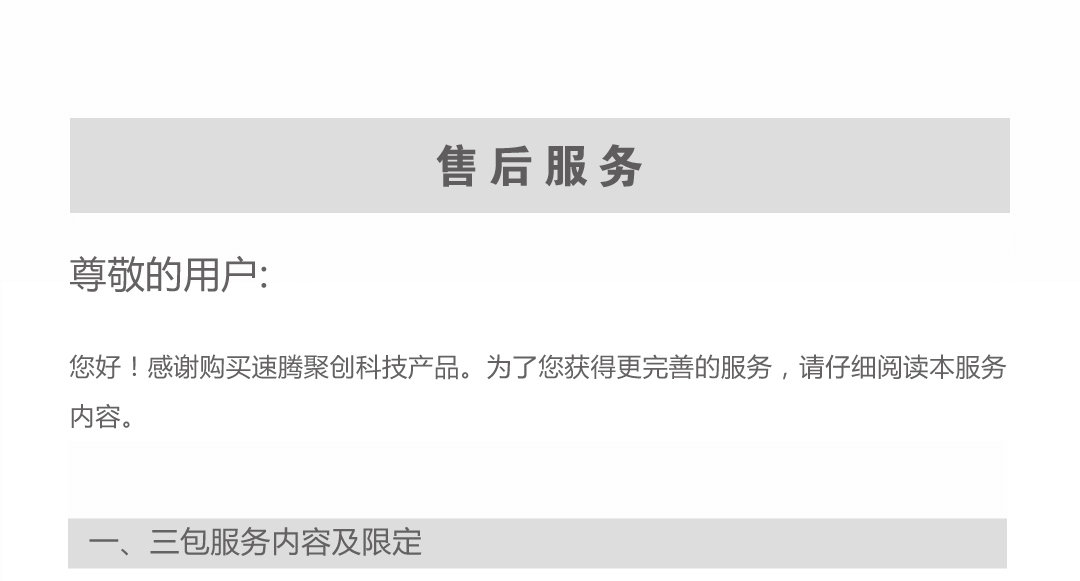 售后服务
尊敬的用户:
您好！感谢购买速腾聚创科技产品。为了您获得更完善的服务，请仔细阅读本服务
内容。
一、三包服务内容及限定